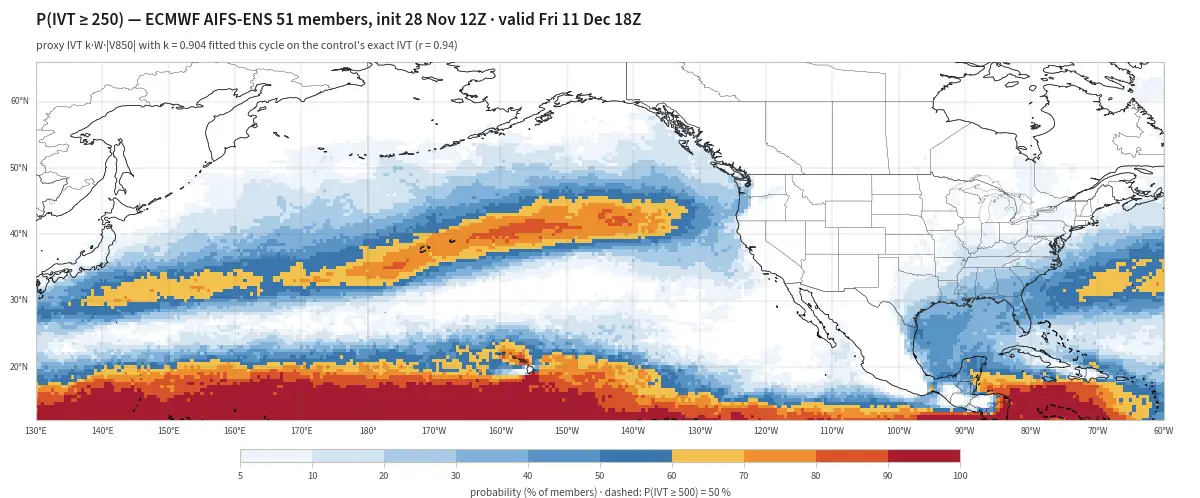 P(IVT ≥ 250) — ECMWF AIFS-ENS 51 members, init 28 Nov 12Z · valid Fri 11 Dec 18Z
proxy IVT k·W·|V850| with k = 0.904 fitted this cycle on the control's exact IVT (r = 0.94)
60°N
50°N
40°N
30°N
20°N
130°E 140°E 150°E 160°E 170°E 180° 170°W 160°W 150°W 140°W 130°W 120°W 110°W 100°W 90°W 80°W 70°W 60°W
5 10 20 30 40 50 60 70 80 90 100
probability (% of members) · dashed: P(IVT ≥ 500) = 50 %